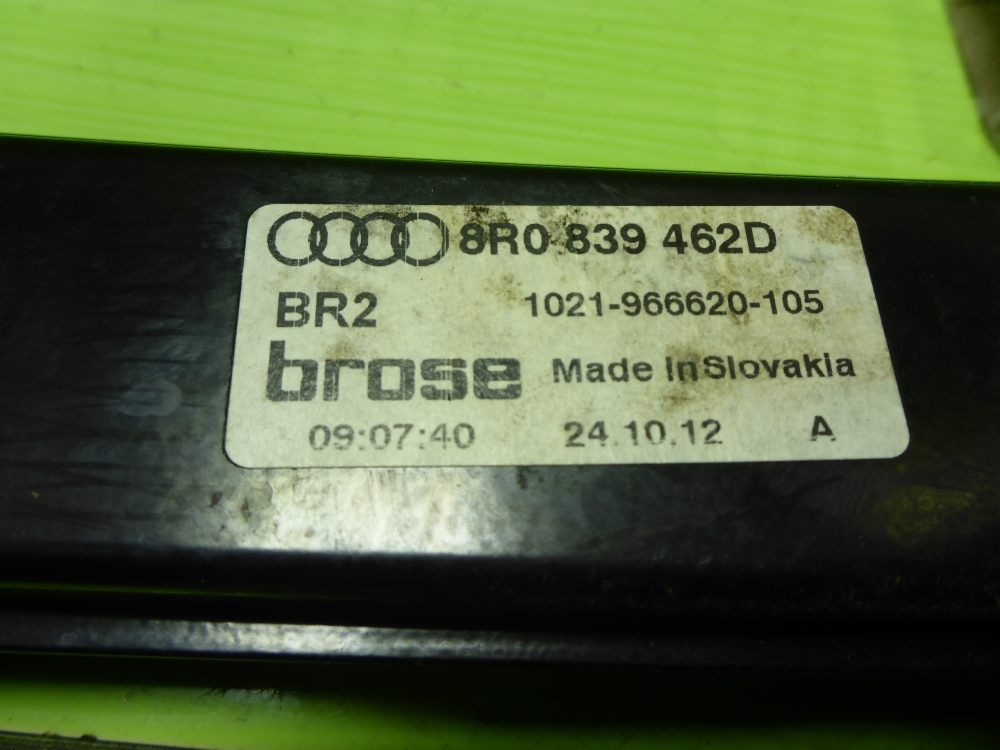 8R0 839 462D
BR2 1021-966620-105
brose Made In Slovakia
09:07:40 24.10.12 A